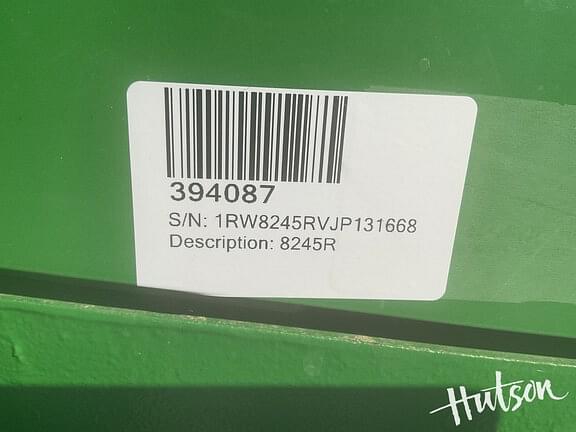 394087
S/N: 1RW8245RVJP131668
Description: 8245R
Hutson